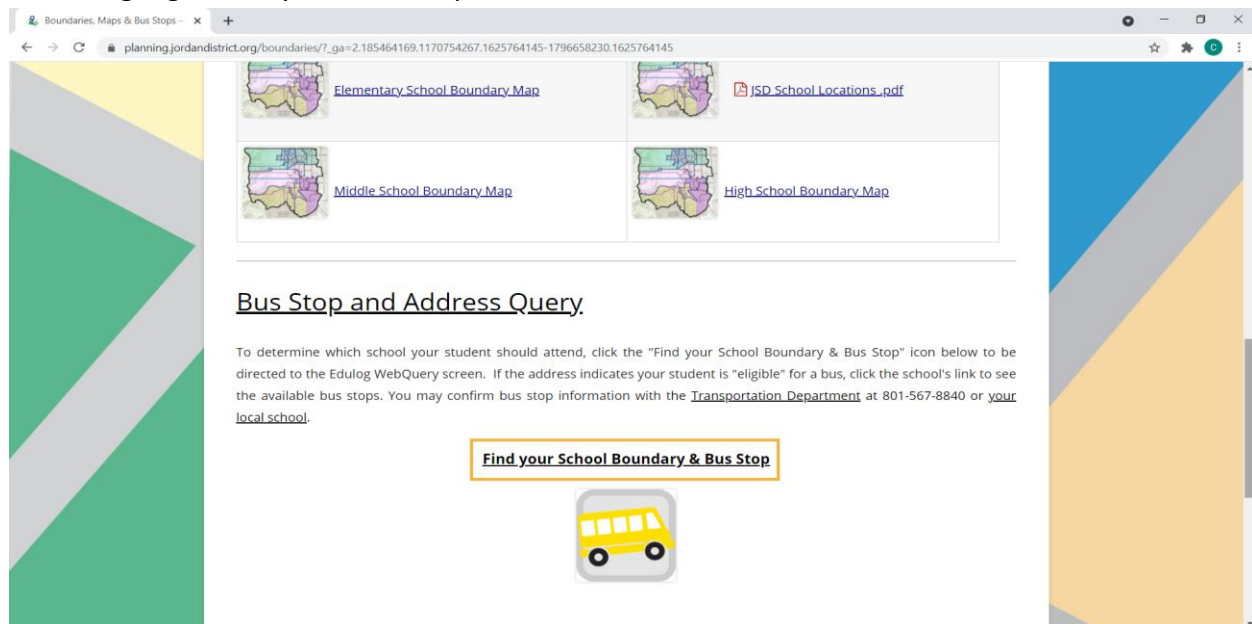 Boundaries, Maps & Bus Stops –
planning.jordandistrict.org/boundaries/?_ga=2.185464169.1170754267.1625764145-1796658230.1625764145
C
Elementary School Boundary Map
JSD School Locations .pdf
Middle School Boundary Map
High School Boundary Map
Bus Stop and Address Query
To determine which school your student should attend, click the "Find your School Boundary & Bus Stop" icon below to be
directed to the Edulog WebQuery screen. If the address indicates your student is "eligible" for a bus, click the school's link to see
the available bus stops. You may confirm bus stop information with the Transportation Department at 801-567-8840 or your
local school.
Find your School Boundary & Bus Stop